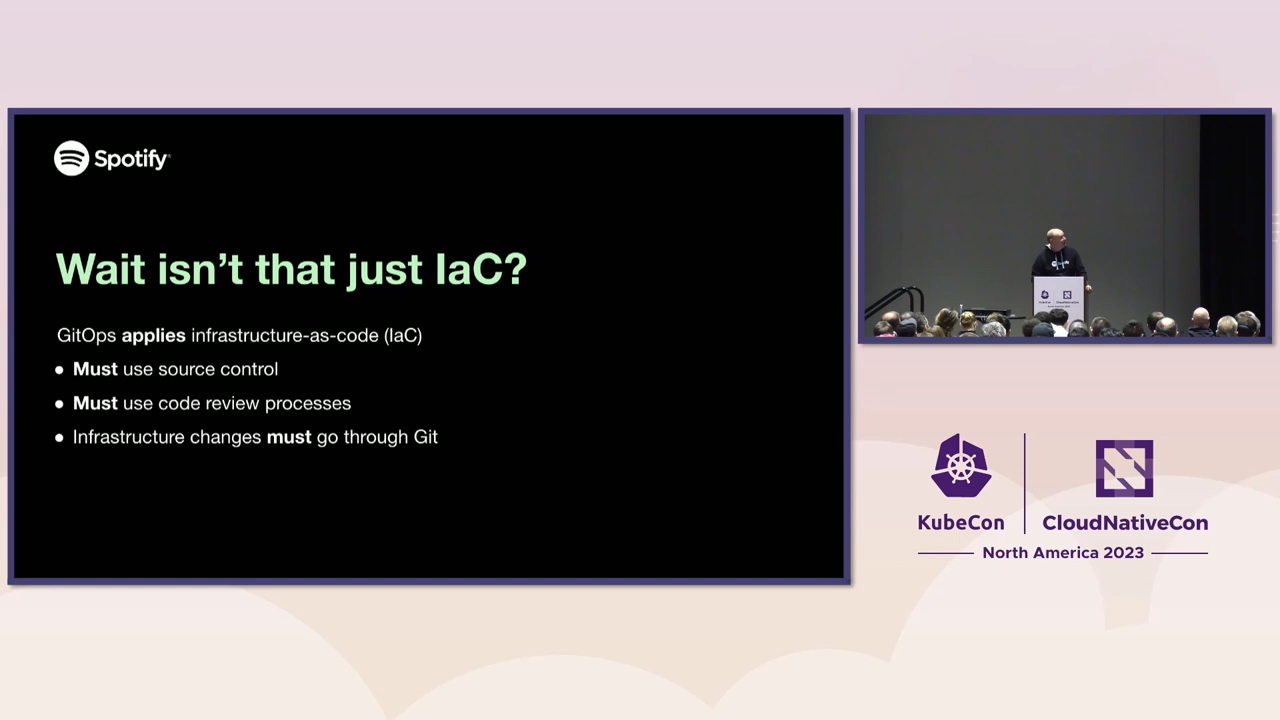 Spotify
Wait isn't that just IaC?
GitOps applies infrastructure-as-code (IaC)
Must use source control
Must use code review processes
Infrastructure changes must go through Git
KubeCon
CloudNativeCon
North America 2023